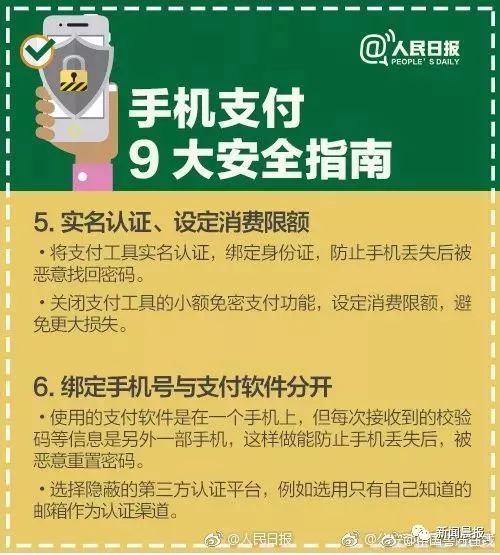 @人民日报
PEOPLE'S DAILY
手机支付
9大安全指南
5. 实名认证、设定消费限额
·将支付工具实名认证，绑定身份证，防止手机丢失后被
恶意找回密码。
·关闭支付工具的小额免密支付功能，设定消费限额，避
免更大损失。
6. 绑定手机号与支付软件分开
·使用的支付软件是在一个手机上，但每次接收到的校验
码等信息是另外一部手机，这样做能防止手机丢失后，被
恶意重置密码。
·选择隐蔽的第三方认证平台，例如选用只有自己知道的
邮箱作为认证渠道。
@人民日报
新闻晨报